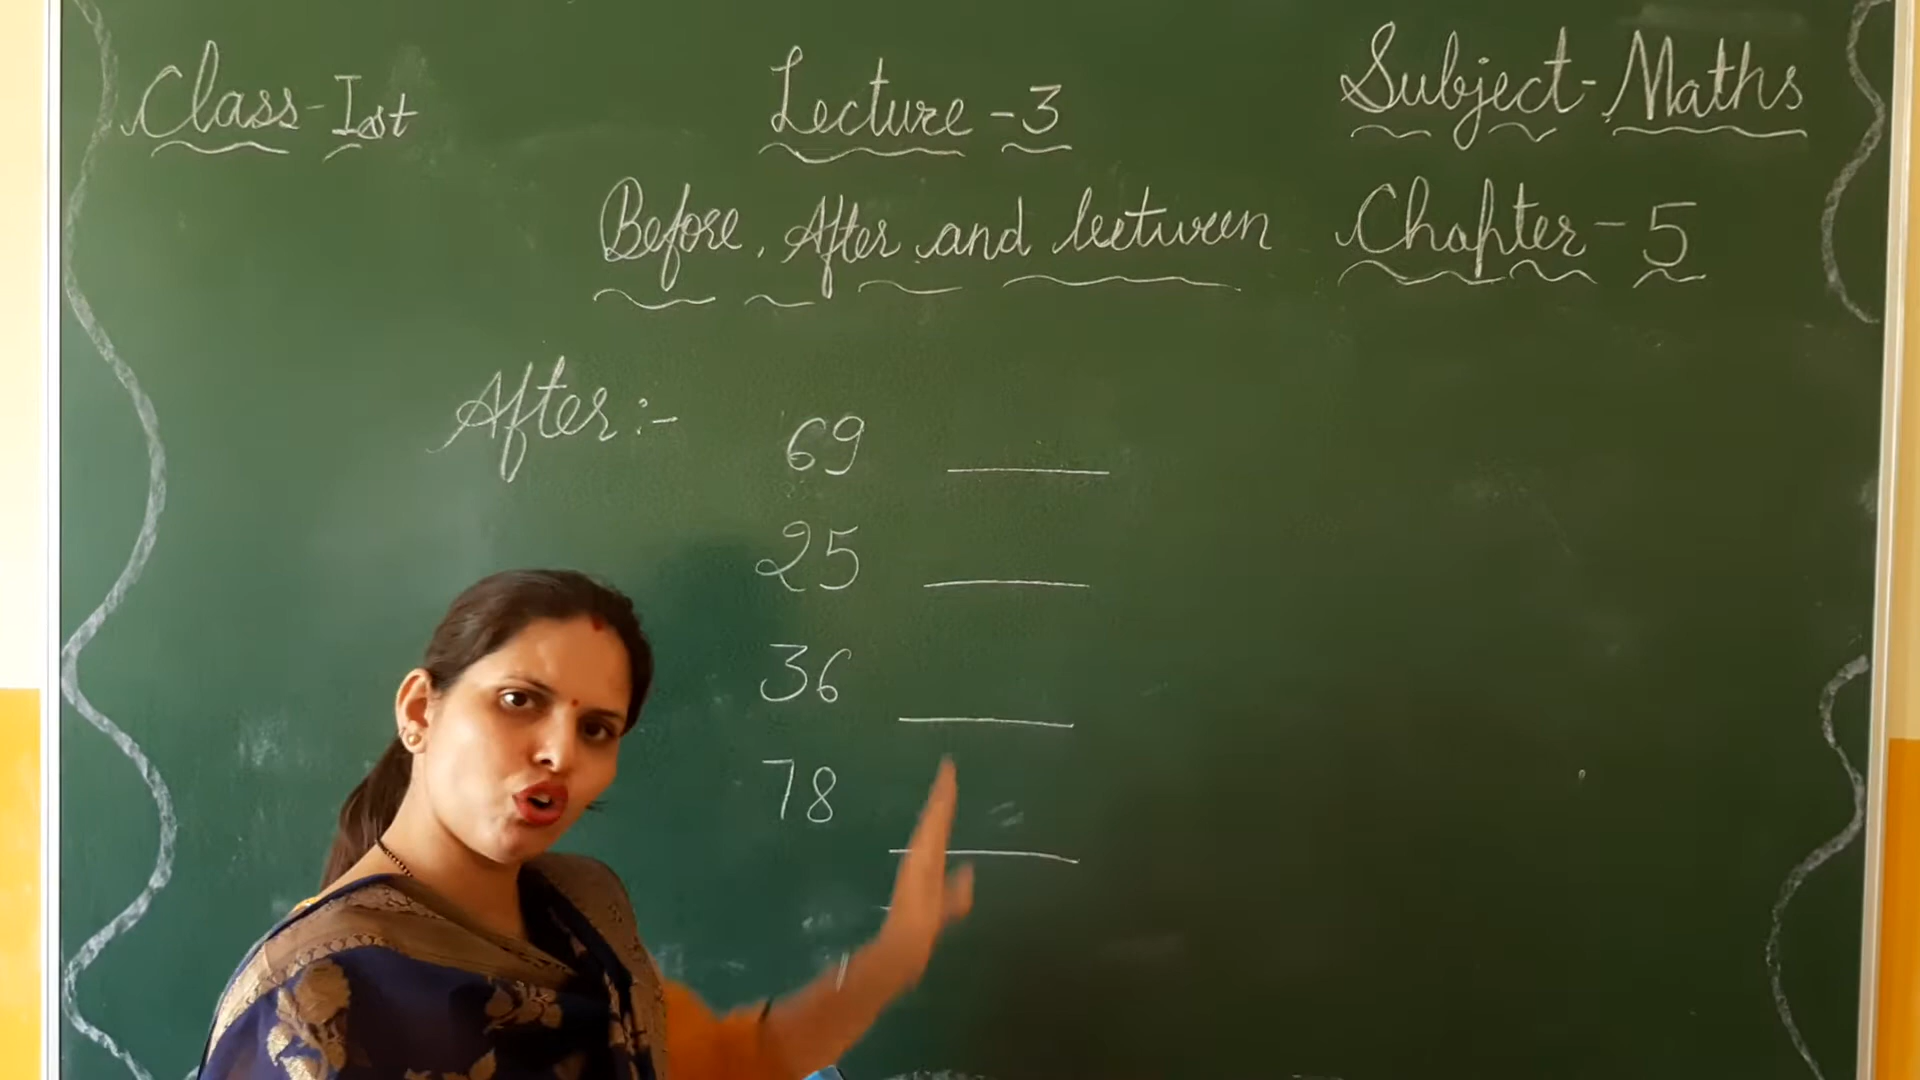 Class-Ist
Lecture-3
Subject-Maths
Before, After and between
Chapter-5
After:-
69
25
36
78